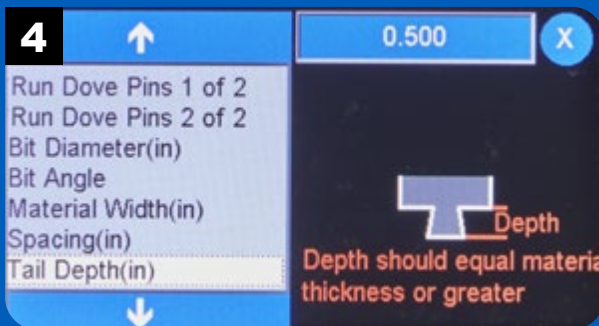 4
0.500
X
Run Dove Pins 1 of 2
Run Dove Pins 2 of 2
Bit Diameter(in)
Bit Angle
Material Width(in)
Spacing(in)
Tail Depth(in)
Depth
Depth should equal materia
thickness or greater